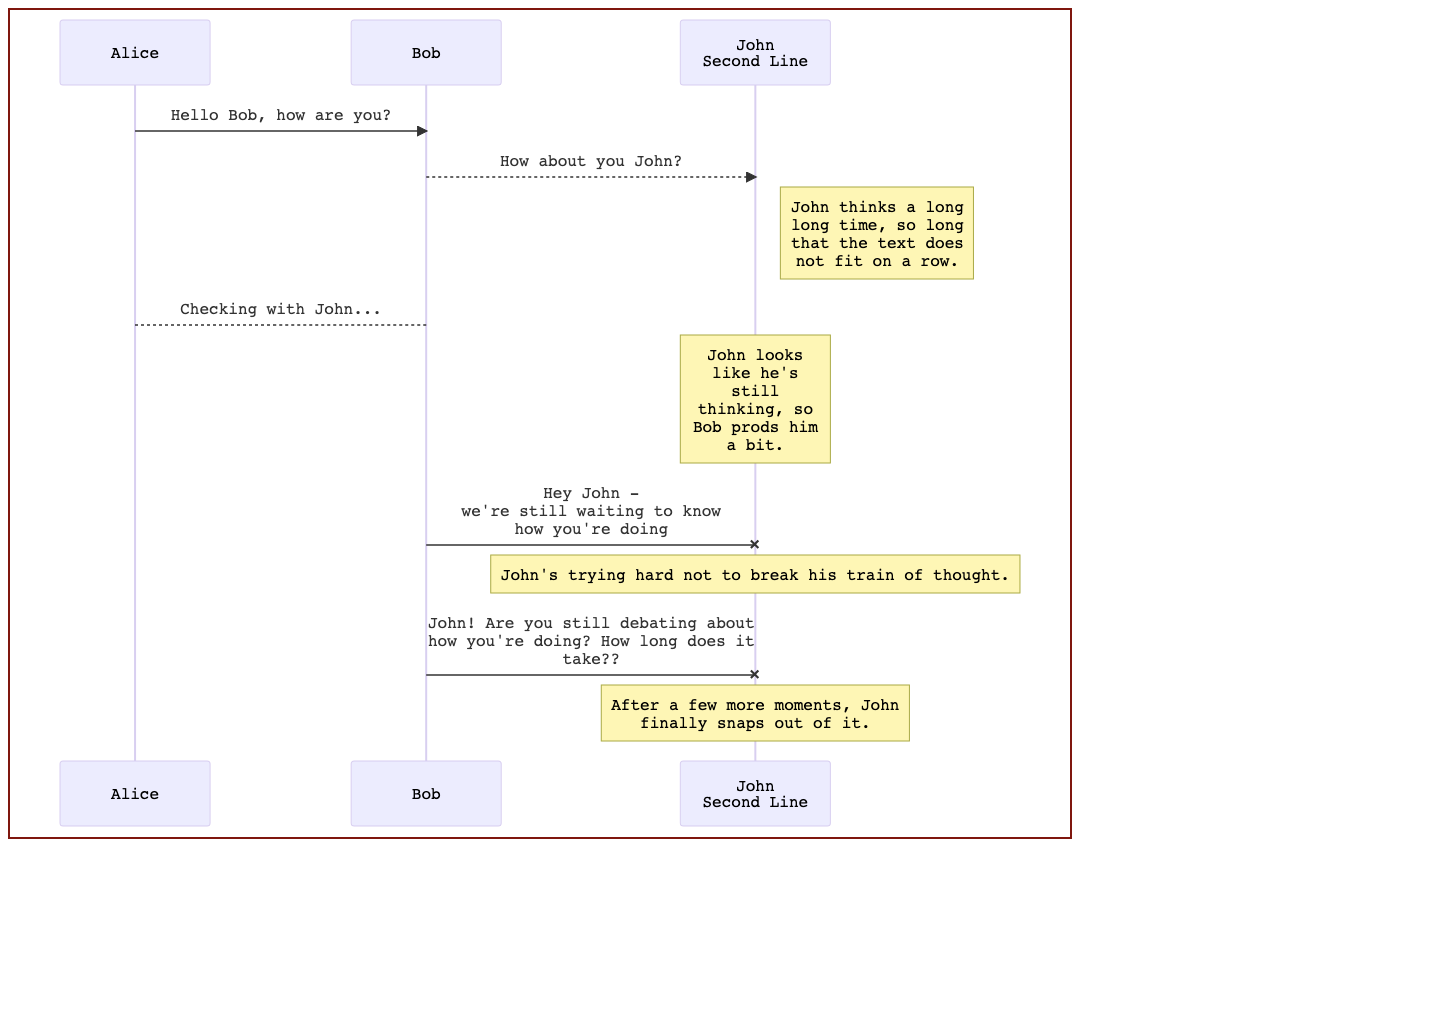 Alice
Bob
John
Second Line
Hello Bob, how are you?
How about you John?
John thinks a long
long time, so long
that the text does
not fit on a row.
Checking with John...
John looks
like he's
still
thinking, so
Bob prods him
a bit.
Hey John -
we're still waiting to know
how you're doing
John's trying hard not to break his train of thought.
John! Are you still debating about
how you're doing? How long does it
take??
After a few more moments, John
finally snaps out of it.
Alice
Bob
John
Second Line